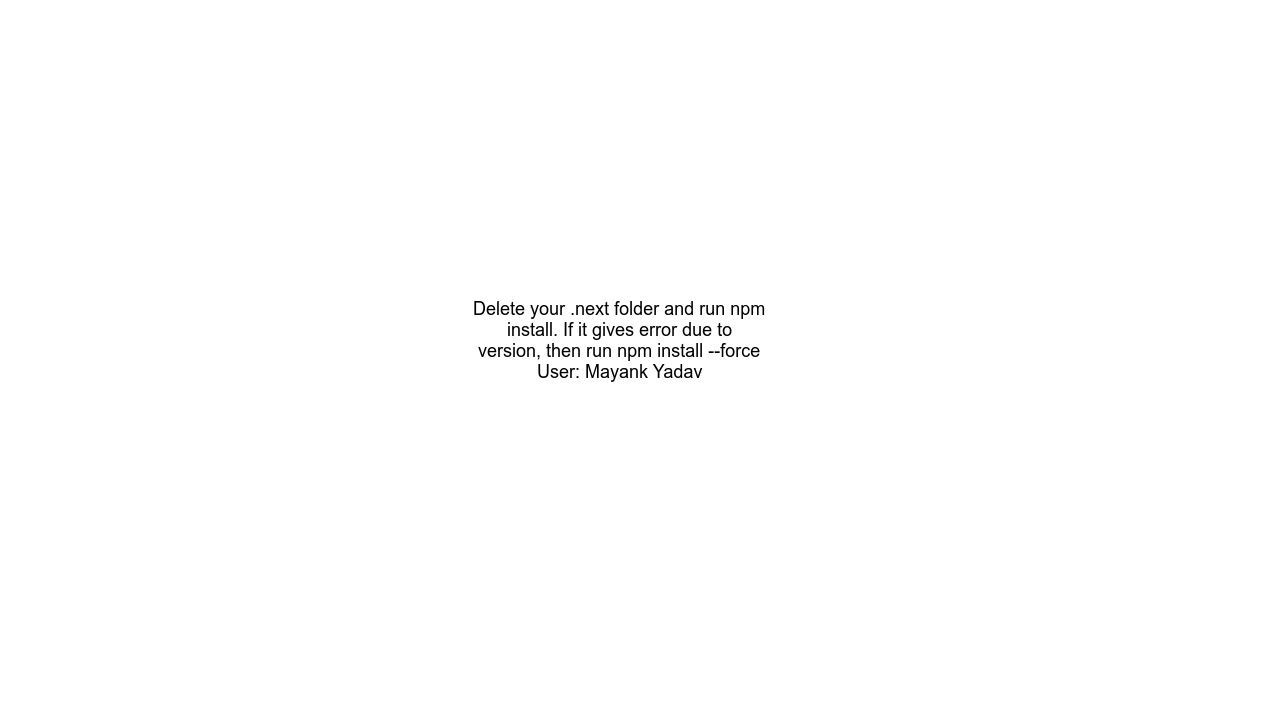 Delete your .next folder and run npm
install. If it gives error due to
version, then run npm install --force
User: Mayank Yadav